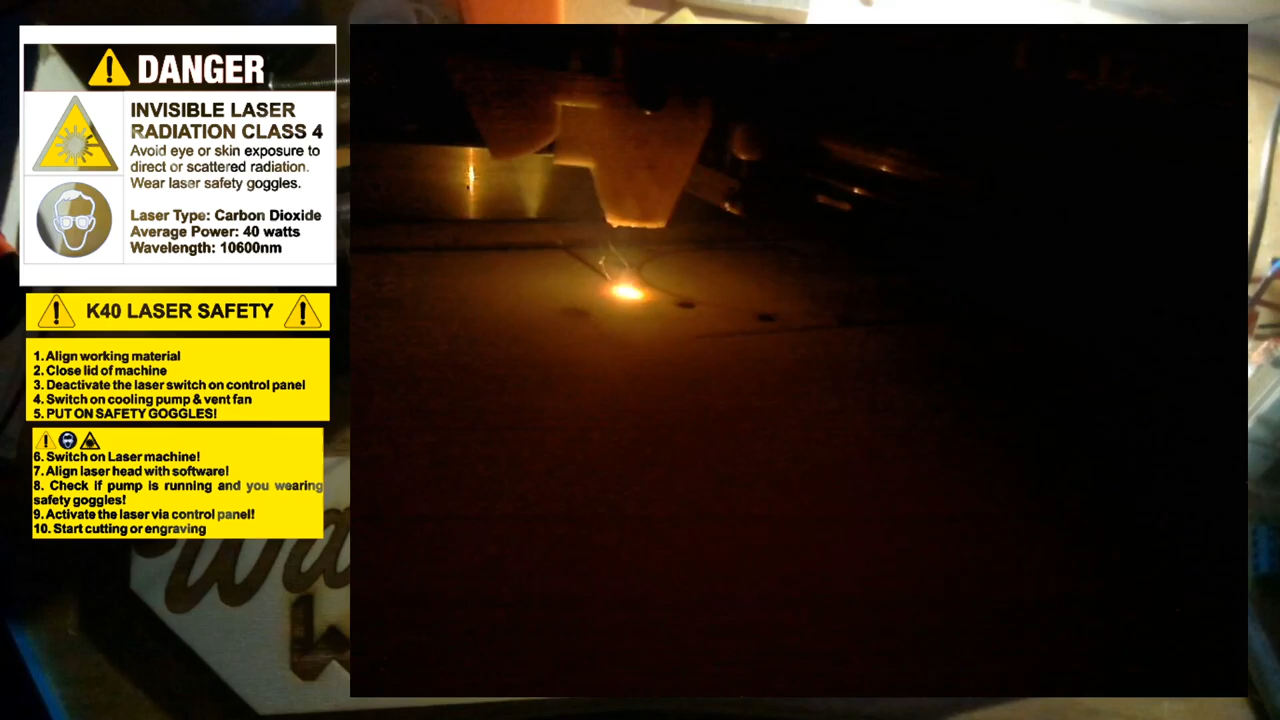 DANGER
INVISIBLE LASER
RADIATION CLASS 4
Avoid eye or skin exposure to
direct or scattered radiation.
Wear laser safety goggles.
Laser Type: Carbon Dioxide
Average Power: 40 watts
Wavelength: 10600nm
K40 LASER SAFETY
1. Align working material
2. Close lid of machine
3. Deactivate the laser switch on control panel
4. Switch on cooling pump & vent fan
5. PUT ON SAFETY GOGGLES!
6. Switch on Laser machine!
7. Align laser head with software!
8. Check if pump is running and you wearing
safety goggles!
9. Activate the laser via control panel!
10. Start cutting or engraving